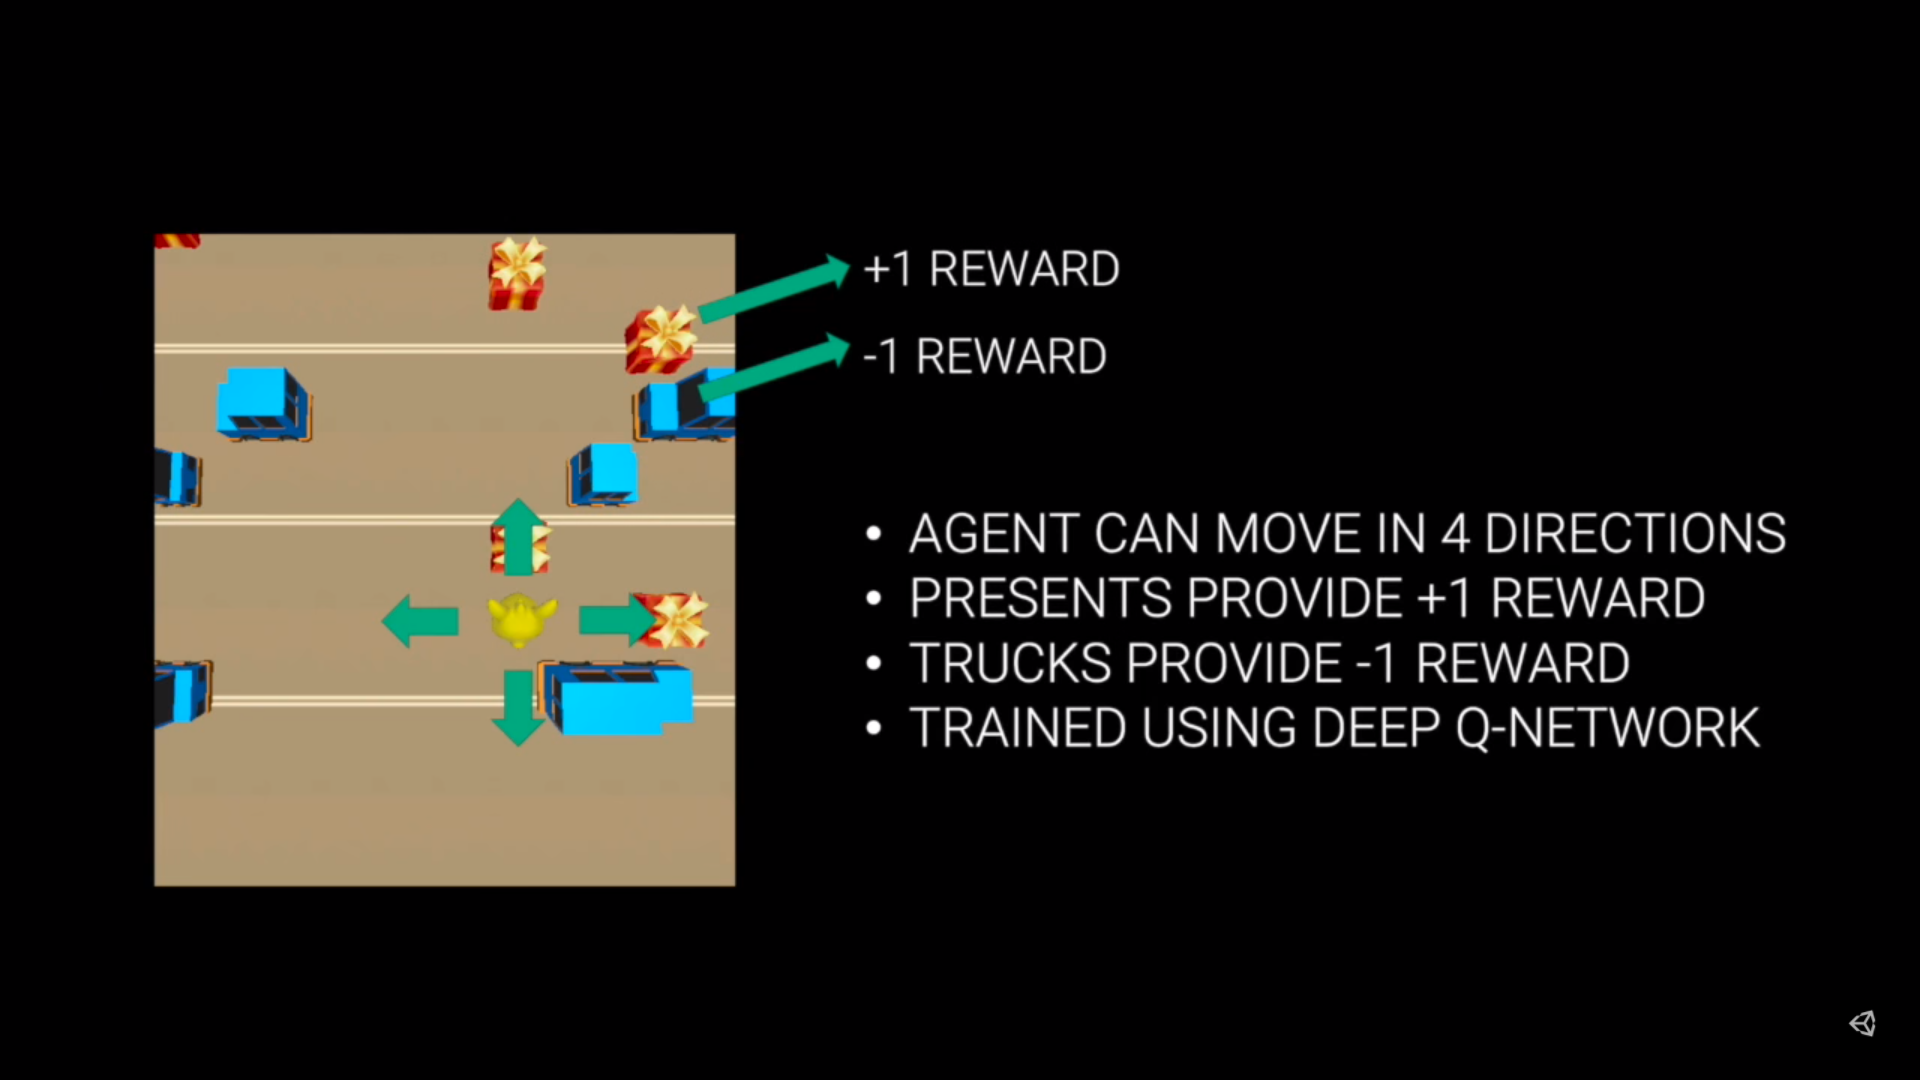 +1 REWARD
-1 REWARD
• AGENT CAN MOVE IN 4 DIRECTIONS
• PRESENTS PROVIDE +1 REWARD
• TRUCKS PROVIDE -1 REWARD
• TRAINED USING DEEP Q-NETWORK